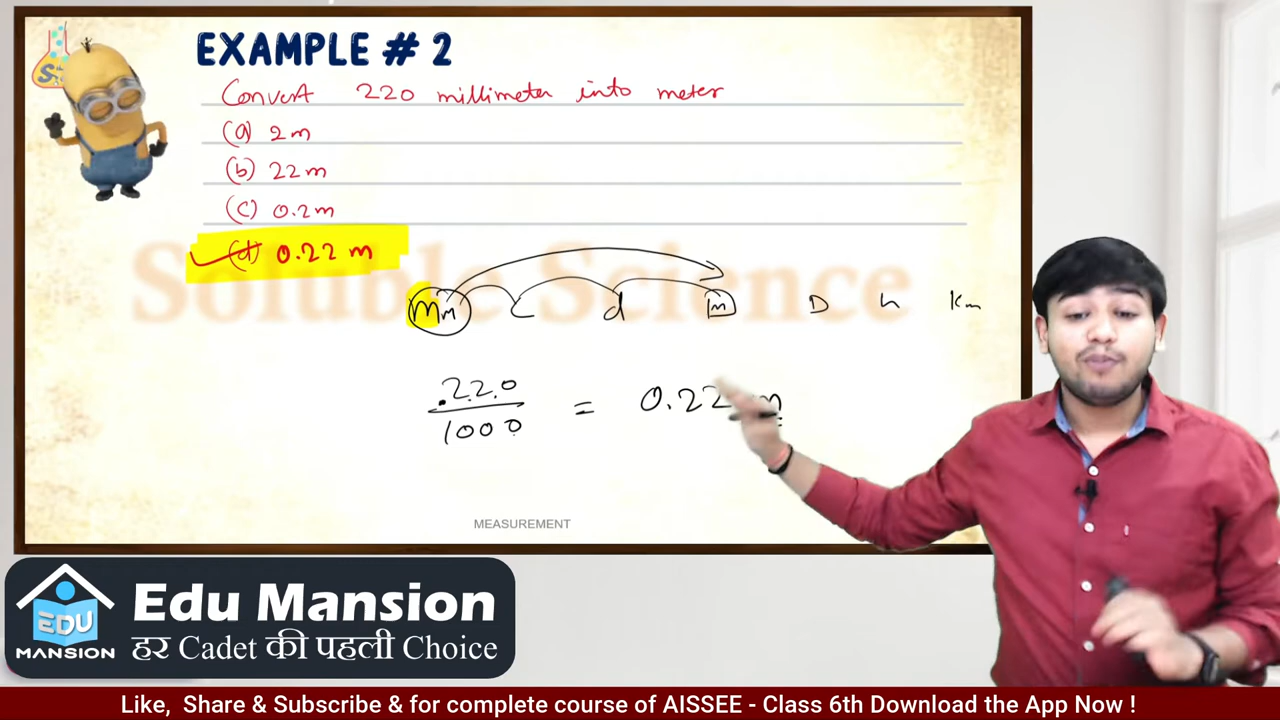 EXAMPLE # 2
Convert 220 millimeter into meter
(a) 2m
(b) 22 m
(c) 0.2 m
(d) 0.22 m
Soluble Science
Mm C d m D h Km
.220
1000
= 0.22 m
MEASUREMENT
EDU
MANSION
Edu Mansion
हर Cadet की पहली Choice
Like, Share & Subscribe & for complete course of AISSEE - Class 6th Download the App Now !